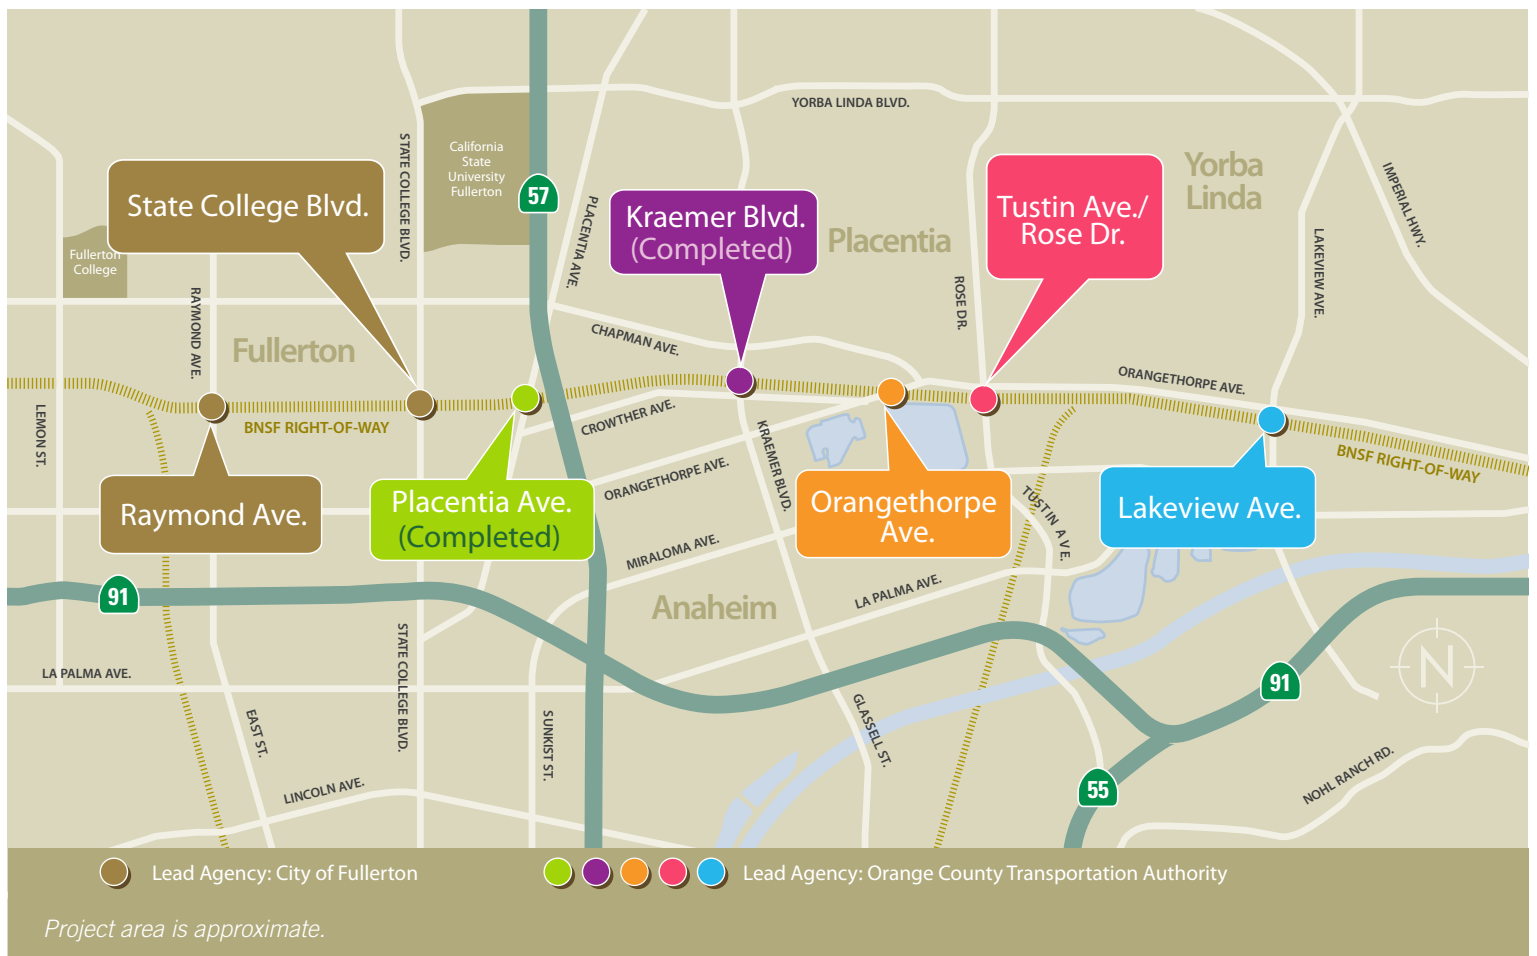 YORBA LINDA BLVD.
STATE COLLEGE BLVD.
California
State
University
Fullerton
57
PLACENTIA AVE.
Yorba
Linda
IMPERIAL HWY.
State College Blvd.
Kraemer Blvd.
(Completed)
Placentia
Tustin Ave./
Rose Dr.
LAKEVIEW AVE.
Fullerton
College
RAYMOND AVE.
ROSE DR.
Fullerton
CHAPMAN AVE.
ORANGETHORPE AVE.
LEMON ST.
BNSF RIGHT-OF-WAY
CROWTHER AVE.
KRAEMER BLVD.
BNSF RIGHT-OF-WAY
ORANGETHORPE AVE.
Raymond Ave.
Placentia Ave.
(Completed)
Orangethorpe
Ave.
TUSTIN AVE.
Lakeview Ave.
MIRALOMA AVE.
91
LA PALMA AVE.
Anaheim
STATE COLLEGE BLVD.
LA PALMA AVE.
91
N
EAST ST.
SUNKIST ST.
GLASSELL ST.
55
NOHL RANCH RD.
LINCOLN AVE.
Lead Agency: City of Fullerton
Lead Agency: Orange County Transportation Authority
Project area is approximate.